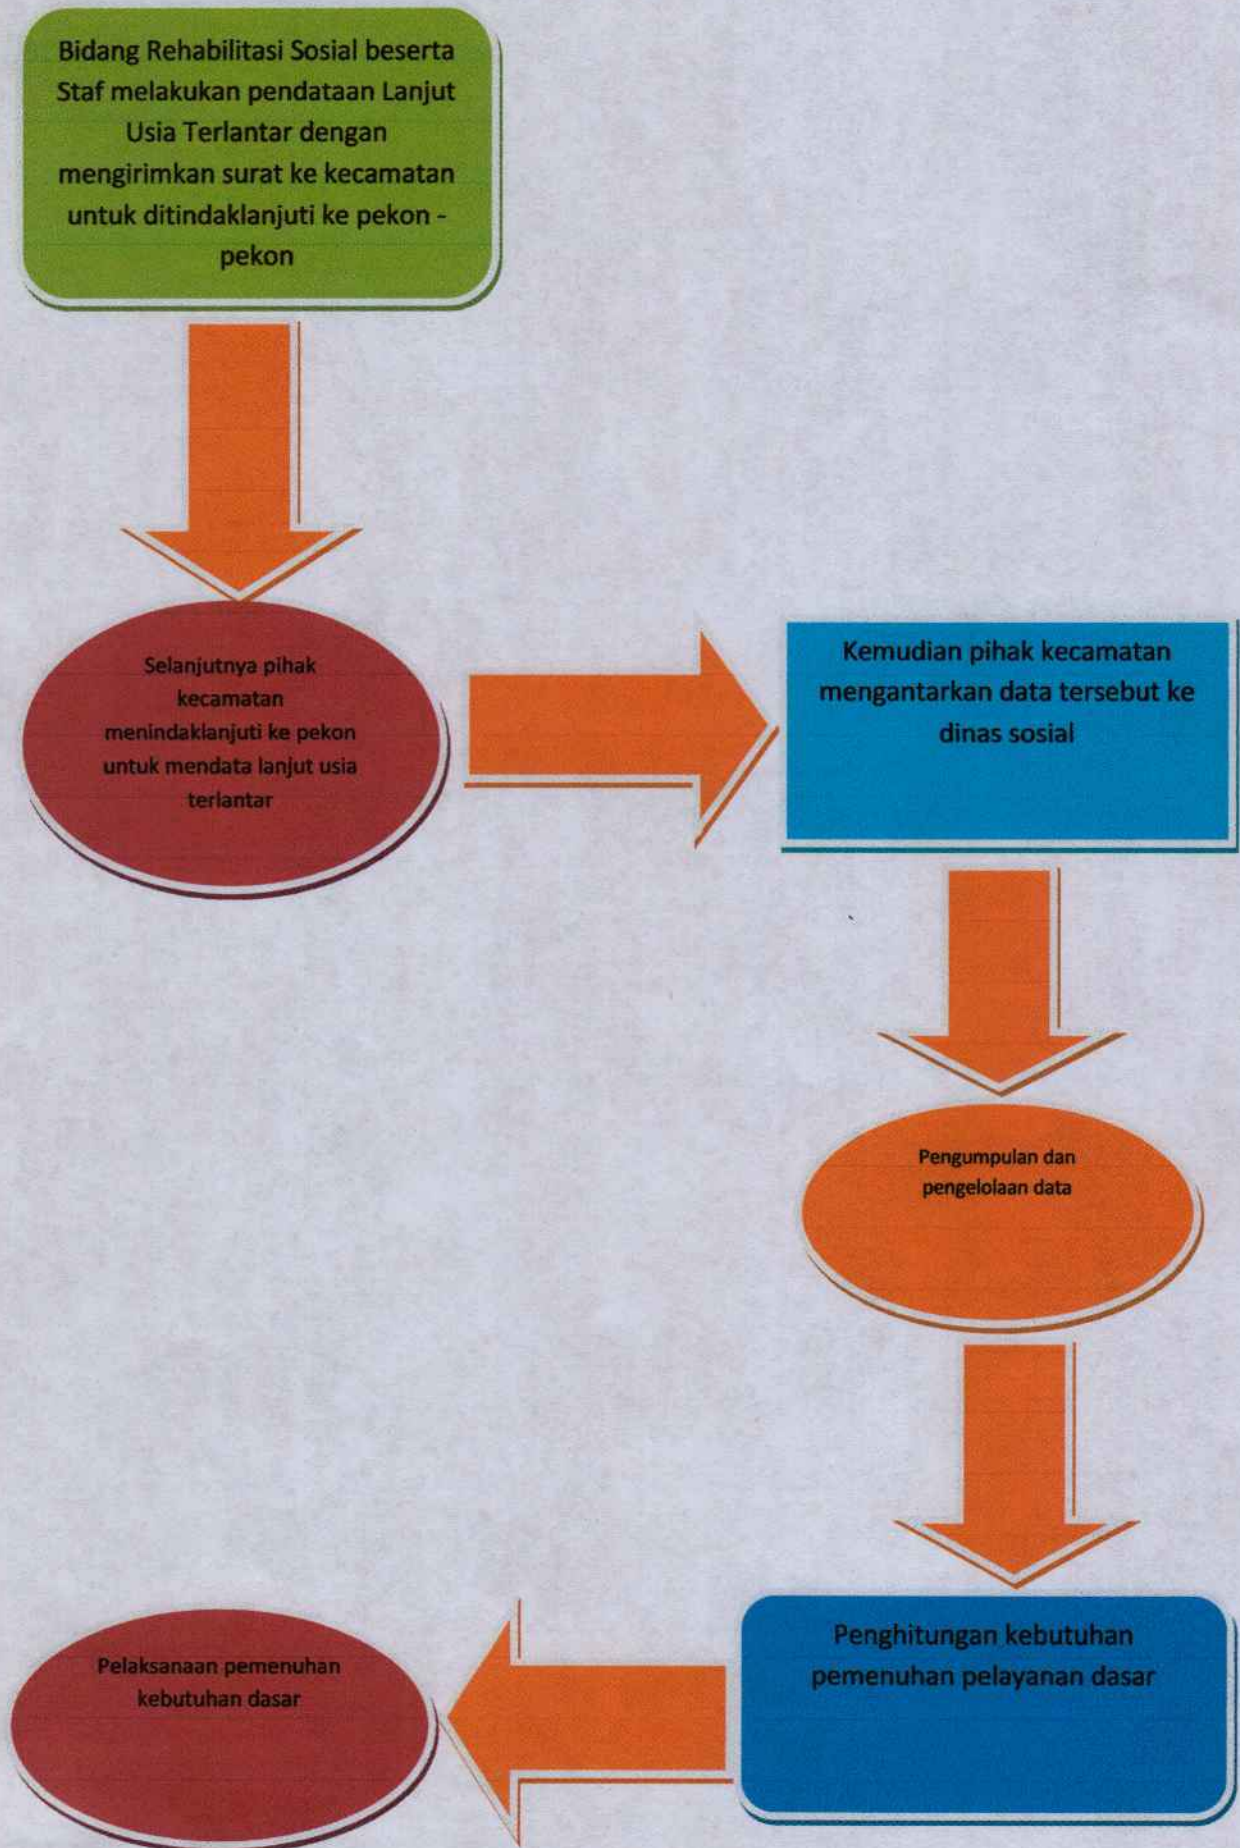 Bidang Rehabilitasi Sosial beserta
Staf melakukan pendataan Lanjut
Usia Terlantar dengan
mengirimkan surat ke kecamatan
untuk ditindaklanjuti ke pekon -
pekon
Selanjutnya pihak
kecamatan
menindaklanjuti ke pekon
untuk mendata lanjut usia
terlantar
Kemudian pihak kecamatan
mengantarkan data tersebut ke
dinas sosial
Pengumpulan dan
pengelolaan data
Penghitungan kebutuhan
pemenuhan pelayanan dasar
Pelaksanaan pemenuhan
kebutuhan dasar